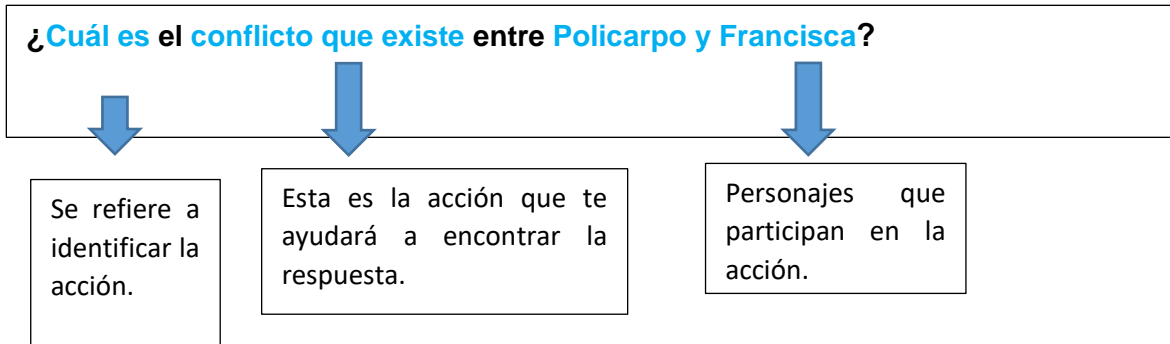 ¿Cuál es el conflicto que existe entre Policarpo y Francisca?
Se refiere a
identificar la
acción.
Esta es la acción que te
ayudará a encontrar la
respuesta.
Personajes que
participan en la
acción.